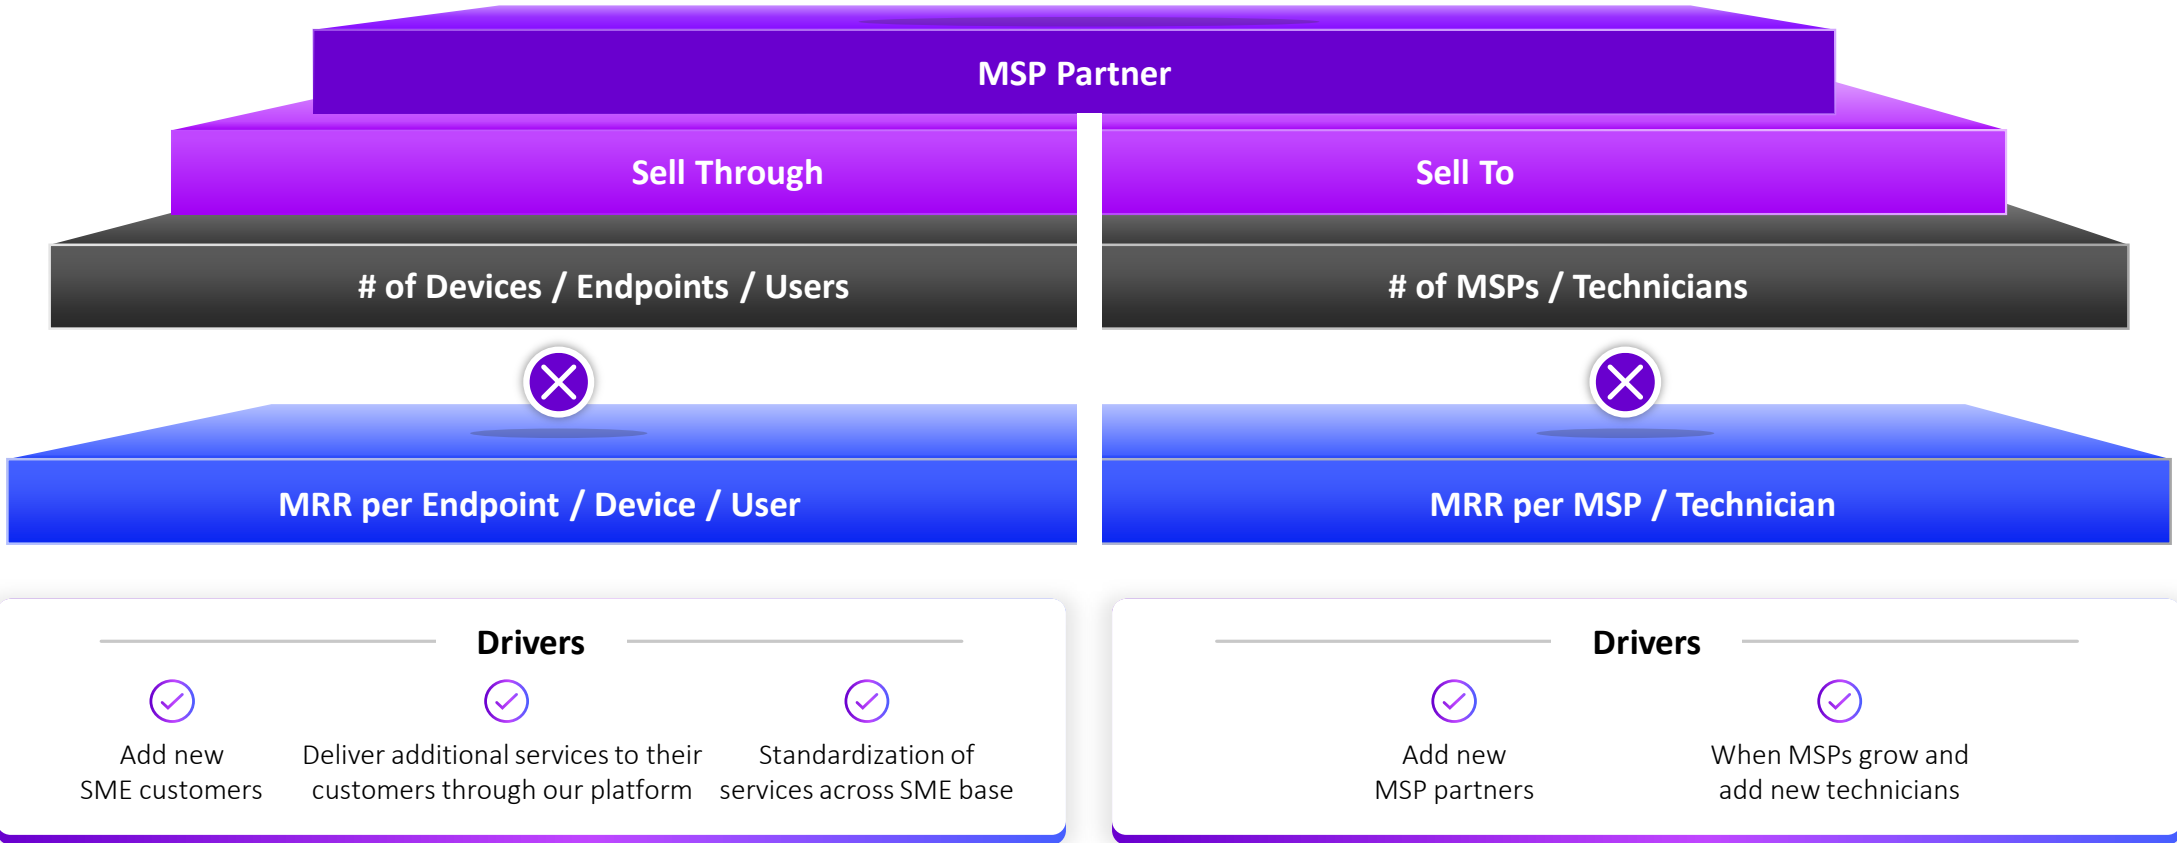 MSP Partner
Sell Through
Sell To
# of Devices / Endpoints / Users
# of MSPs / Technicians
MRR per Endpoint / Device / User
MRR per MSP / Technician
Drivers
Add new
SME customers
Deliver additional services to their
customers through our platform
Standardization of
services across SME base
Drivers
Add new
MSP partners
When MSPs grow and
add new technicians